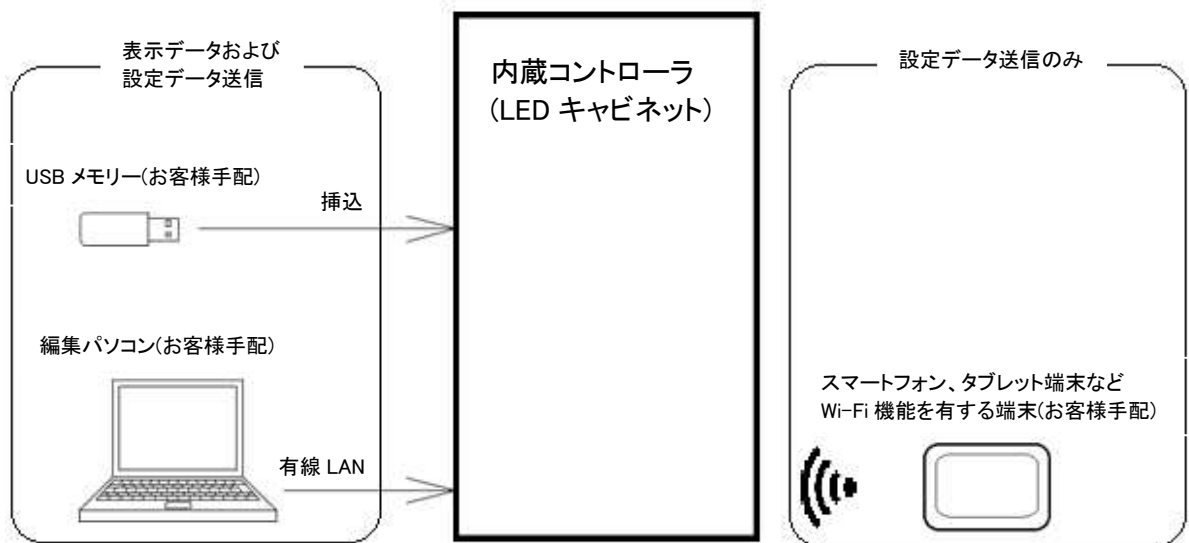 表示データおよび
設定データ送信
USB メモリー(お客様手配)
挿込
編集パソコン(お客様手配)
有線 LAN
内蔵コントローラ
(LED キャビネット)
設定データ送信のみ
スマートフォン、タブレット端末など
Wi-Fi 機能を有する端末(お客様手配)